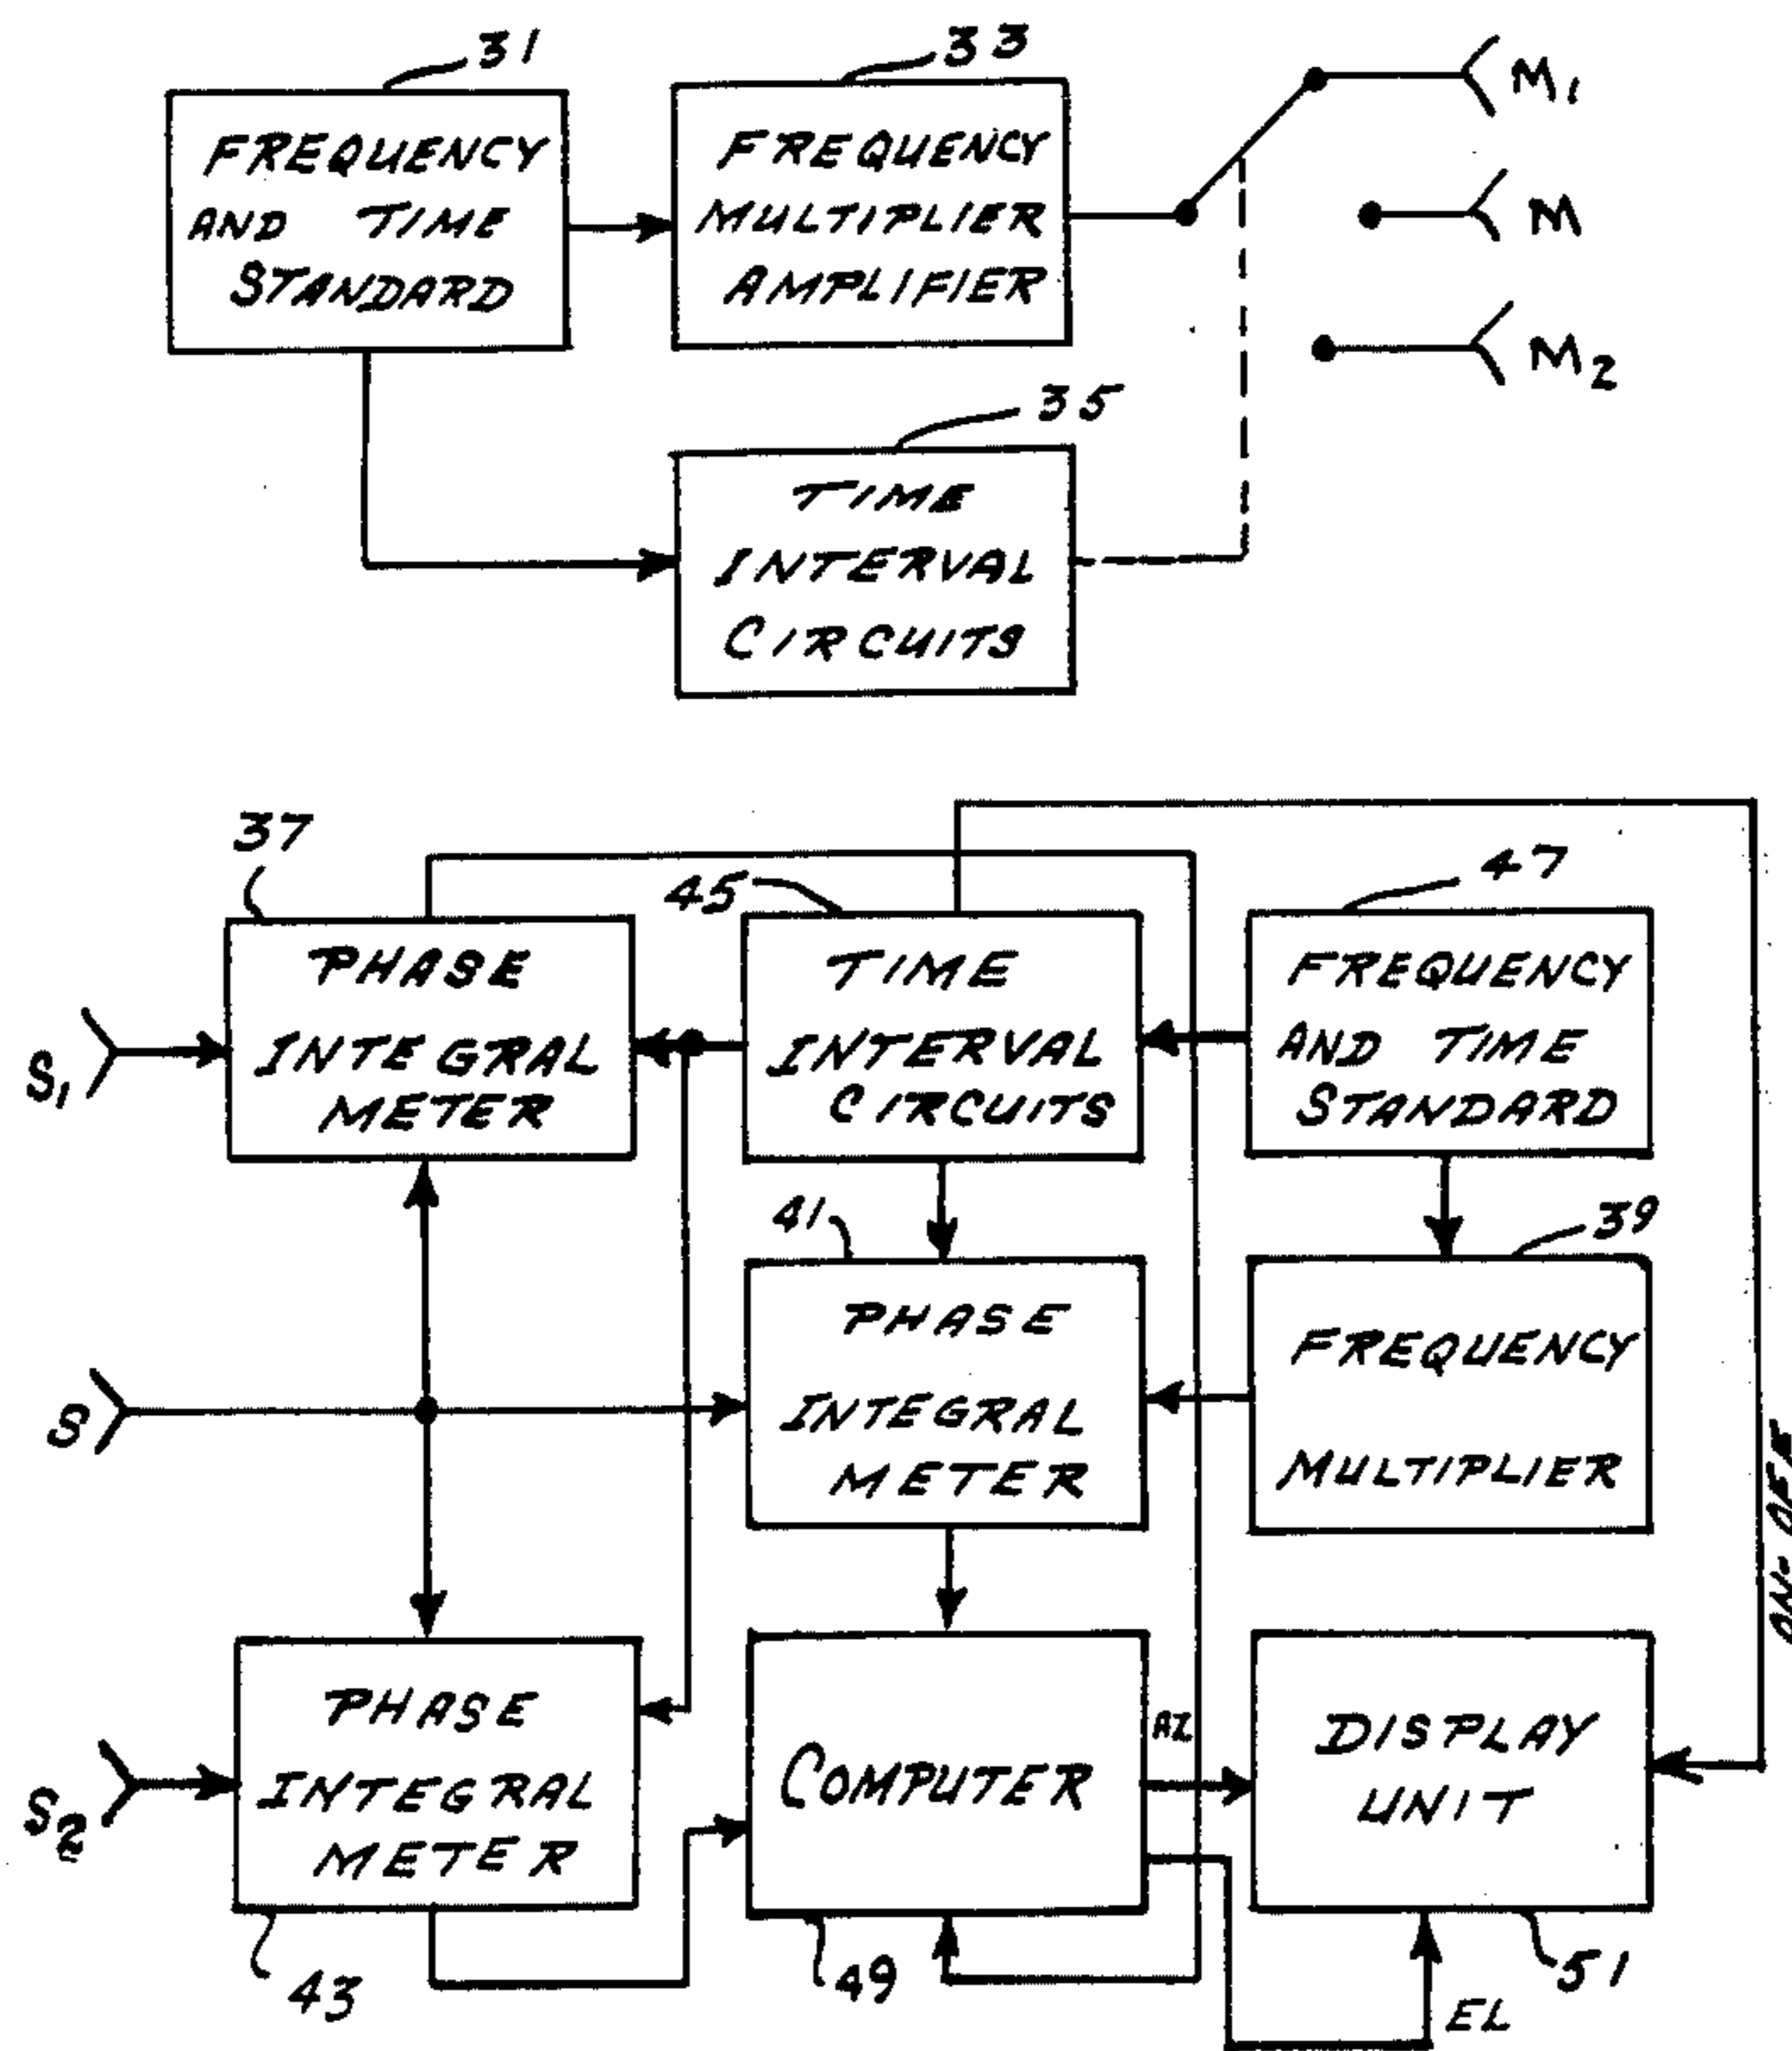 31
33
FREQUENCY
AND TIME
STANDARD
FREQUENCY
MULTIPLIER
AMPLIFIER
M1
M
M2
35
TIME
INTERVAL
CIRCUITS
37
45
47
PHASE
INTEGRAL
METER
TIME
INTERVAL
CIRCUITS
FREQUENCY
AND TIME
STANDARD
S1
41
39
PHASE
INTEGRAL
METER
FREQUENCY
MULTIPLIER
S
ON-OFF
PHASE
INTEGRAL
METER
COMPUTER
AZ
DISPLAY
UNIT
S2
43
49
51
EL